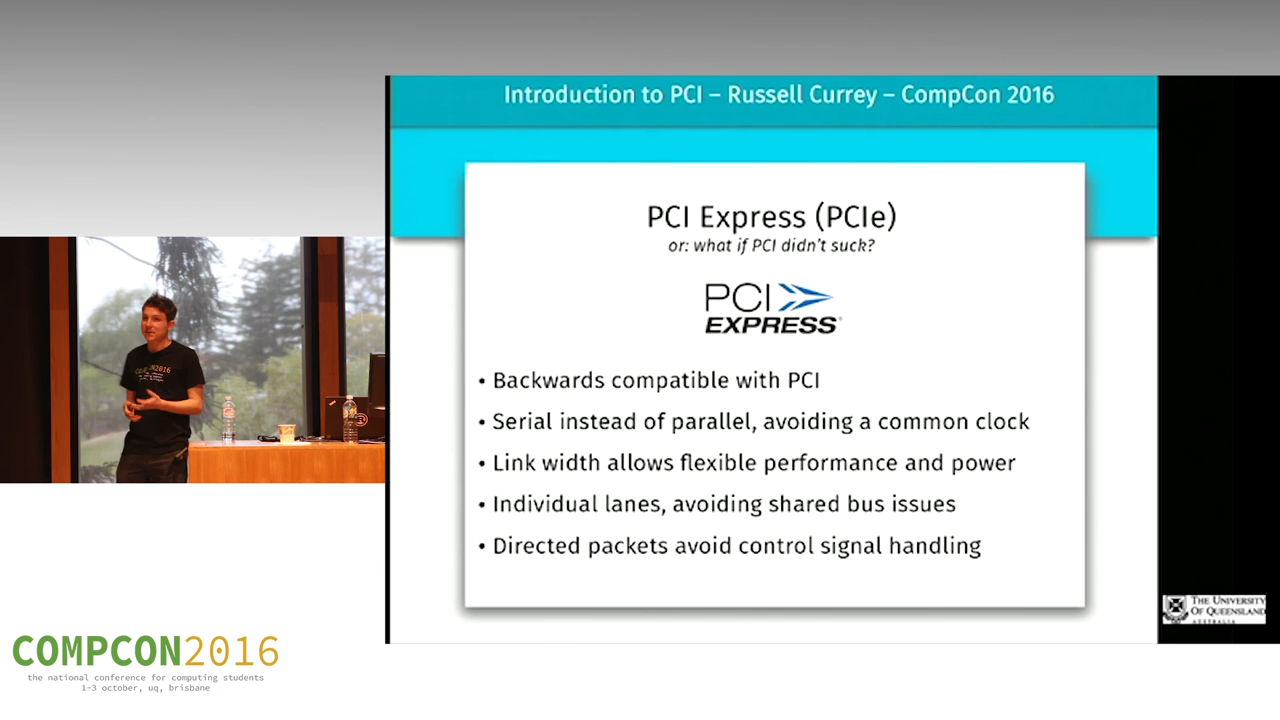 Introduction to PCI – Russell Currey – CompCon 2016
PCI Express (PCIe)
or: what if PCI didn't suck?
PCI
EXPRESS®
• Backwards compatible with PCI
• Serial instead of parallel, avoiding a common clock
• Link width allows flexible performance and power
• Individual lanes, avoiding shared bus issues
• Directed packets avoid control signal handling
THE UNIVERSITY
OF QUEENSLAND
AUSTRALIA
COMPCON2016
the national conference for computing students
1-3 october, uq, brisbane